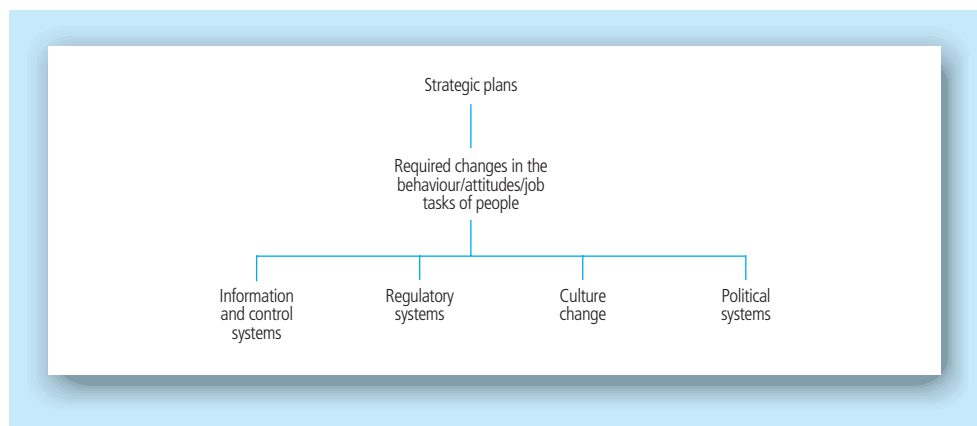 Strategic plans
Required changes in the
behaviour/attitudes/job
tasks of people
Information
and control
systems
Regulatory
systems
Culture
change
Political
systems